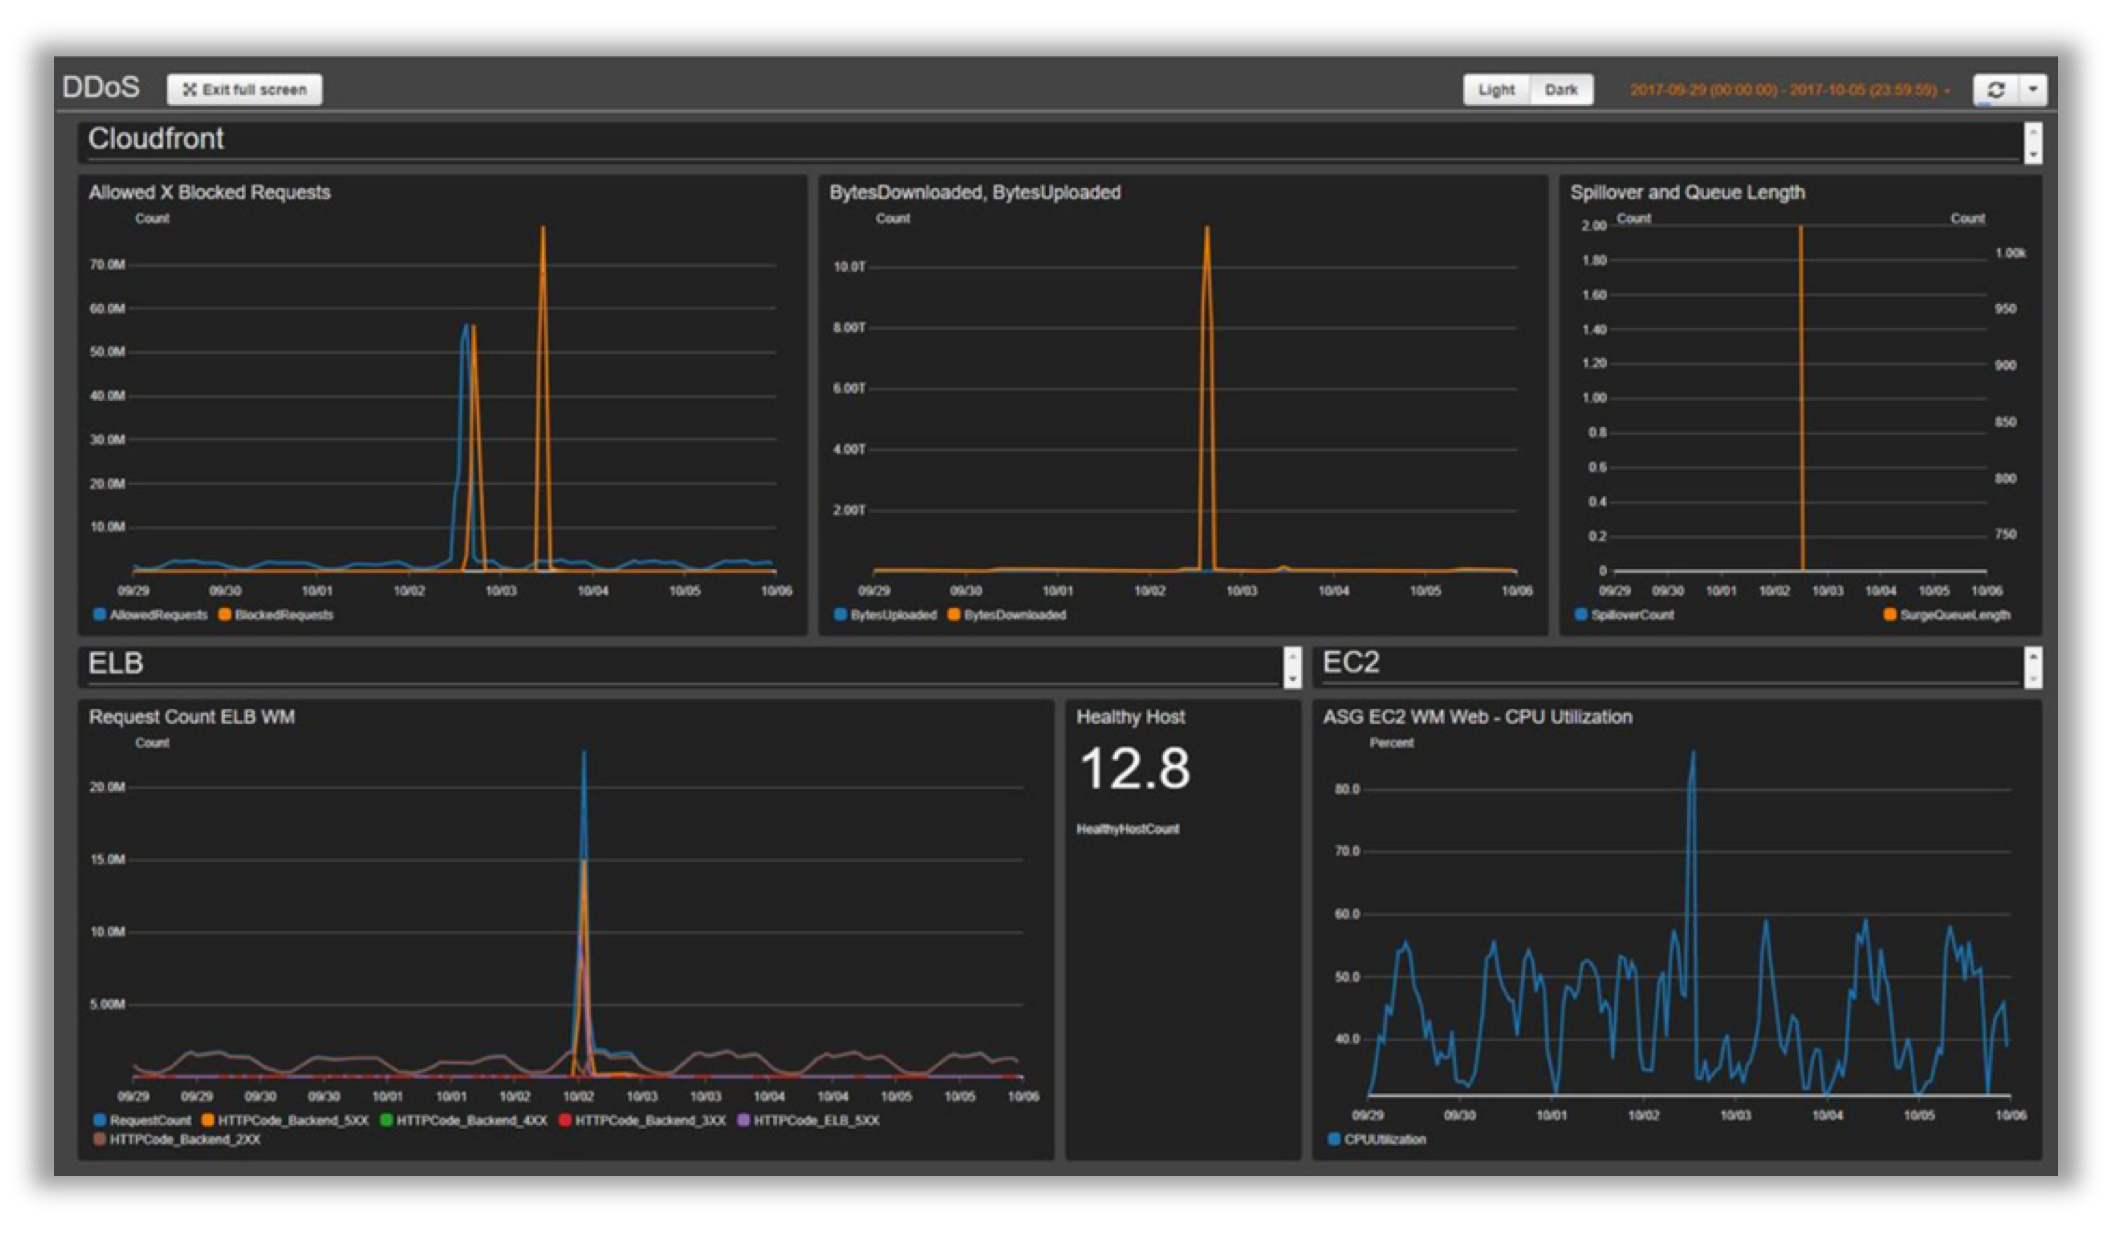 DDoS Exit full screen Light Dark 2017-09-29 (00:00:00) - 2017-10-05 (23:59:59)
Cloudfront
Allowed X Blocked Requests
Count
70.0M
60.0M
50.0M
40.0M
30.0M
20.0M
10.0M
09/29 09/30 10/01 10/02 10/03 10/04 10/05 10/06
AllowedRequests BlockedRequests
BytesDownloaded, BytesUploaded
Count
10.0T
8.00T
6.00T
4.00T
2.00T
09/29 09/30 10/01 10/02 10/03 10/04 10/05 10/06
BytesUploaded BytesDownloaded
Spillover and Queue Length
Count Count
2.00
1.80
1.60
1.40
1.20
1.00
0.8
0.6
0.4
0.2
0
1.00k
950
900
850
800
750
09/29 09/30 10/01 10/02 10/03 10/04 10/05 10/06
SpilloverCount SurgeQueueLength
ELB
Request Count ELB WM
Count
20.0M
15.0M
10.0M
5.00M
09/29 09/29 09/30 09/30 10/01 10/01 10/02 10/02 10/03 10/03 10/04 10/04 10/05 10/05 10/06
RequestCount HTTPCode_Backend_5XX HTTPCode_Backend_4XX HTTPCode_Backend_3XX HTTPCode_ELB_5XX
HTTPCode_Backend_2XX
Healthy Host
12.8
HealthyHostCount
EC2
ASG EC2 WM Web - CPU Utilization
Percent
80.0
70.0
60.0
50.0
40.0
09/29 09/30 10/01 10/02 10/03 10/04 10/05 10/06
CPUUtilization